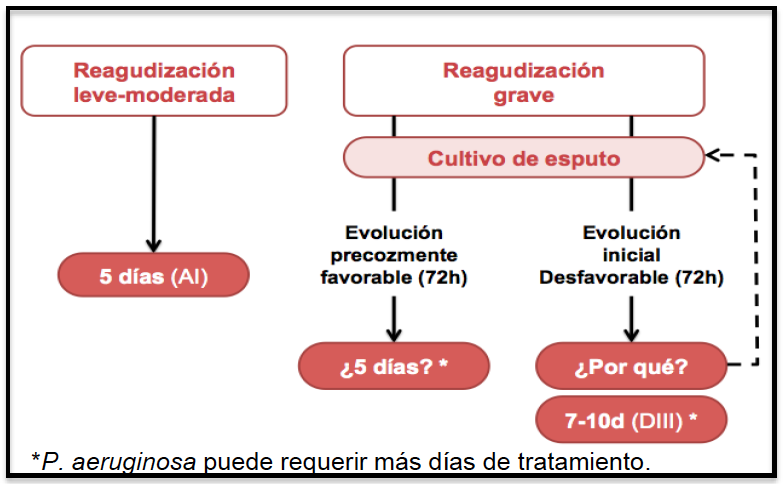 Reagudización
leve-moderada
Reagudización
grave
Cultivo de esputo
Evolución
precozmente
favorable (72h)
Evolución
inicial
Desfavorable (72h)
5 días (AI)
¿5 días? *
¿Por qué?
7-10d (DIII) *
*P. aeruginosa puede requerir más días de tratamiento.